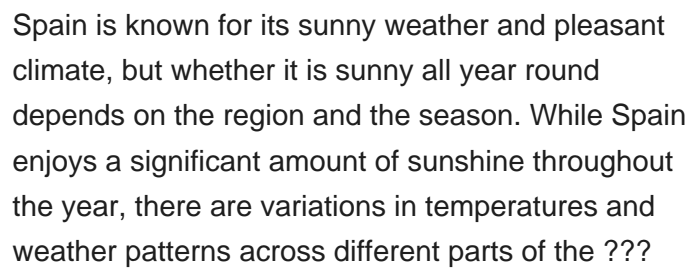 Spain is known for its sunny weather and pleasant
climate, but whether it is sunny all year round
depends on the region and the season. While Spain
enjoys a significant amount of sunshine throughout
the year, there are variations in temperatures and
weather patterns across different parts of the ???